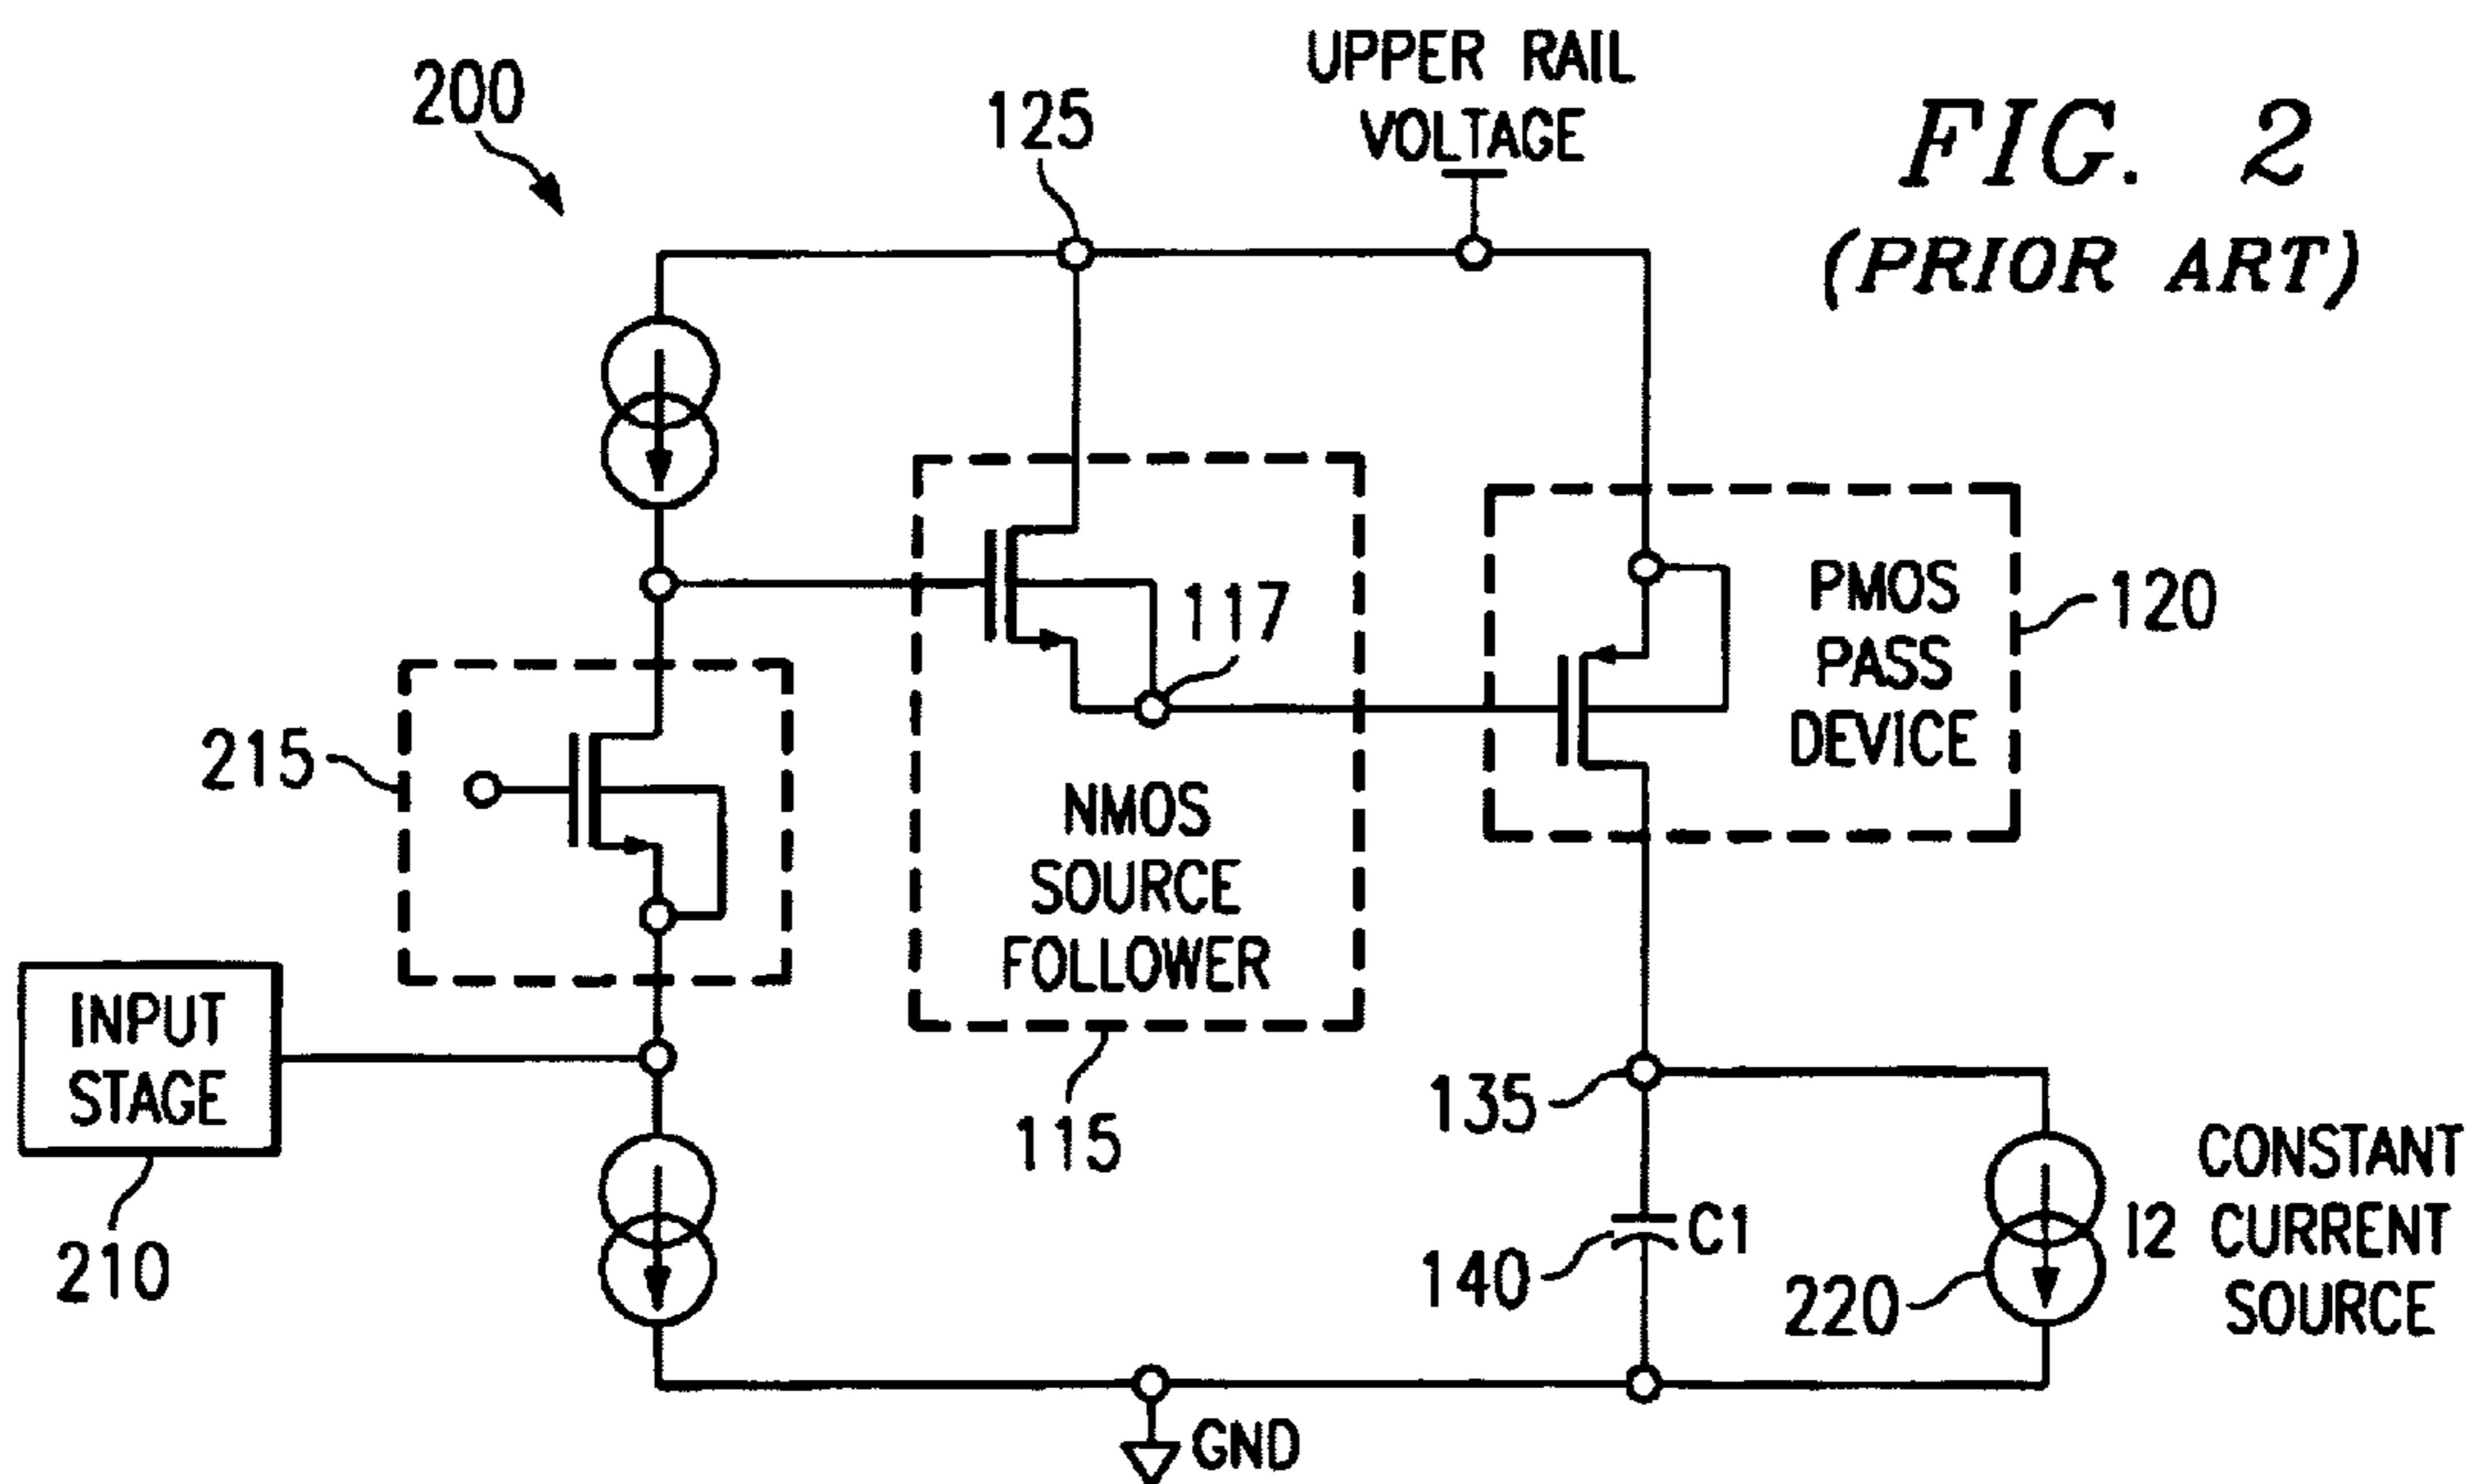 200
125
UPPER RAIL
VOLTAGE
FIG. 2
(PRIOR ART)
117
PMOS
PASS
DEVICE
120
215
NMOS
SOURCE
FOLLOWER
INPUT
STAGE
210
115
135
140
C1
220
I2
CONSTANT
CURRENT
SOURCE
GND